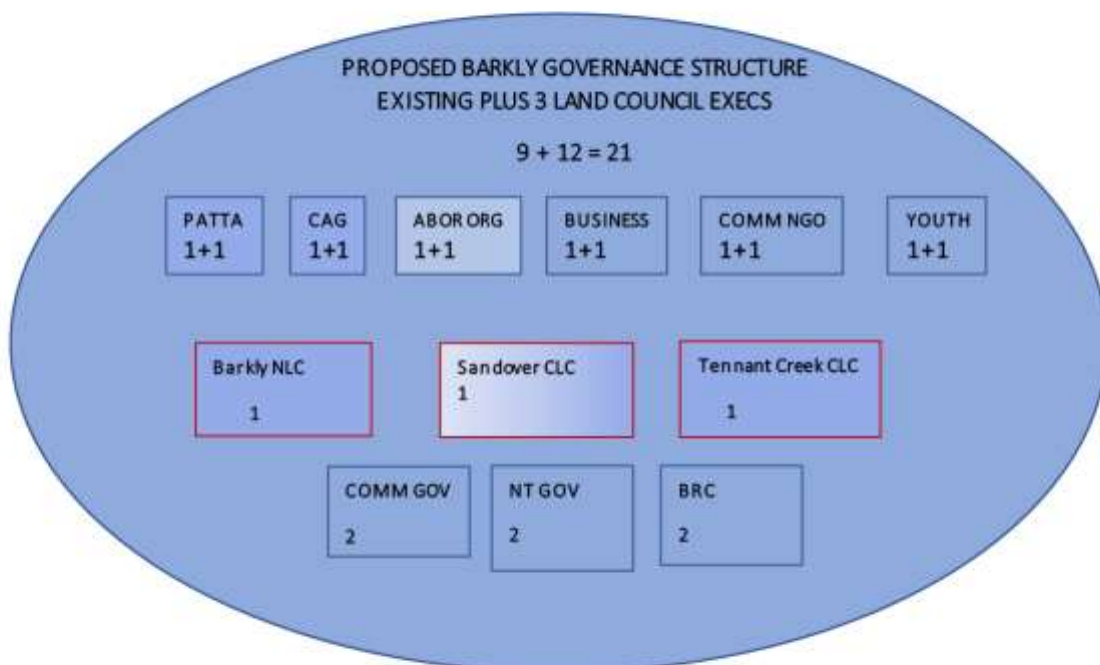 PROPOSED BARKLY GOVERNANCE STRUCTURE
EXISTING PLUS 3 LAND COUNCIL EXECS
9 + 12 = 21
PATTA
1+1
CAG
1+1
ABOR ORG
1+1
BUSINESS
1+1
COMM NGO
1+1
YOUTH
1+1
Barkly NLC
1
Sandover CLC
1
Tennant Creek CLC
1
COMM GOV
2
NT GOV
2
BRC
2